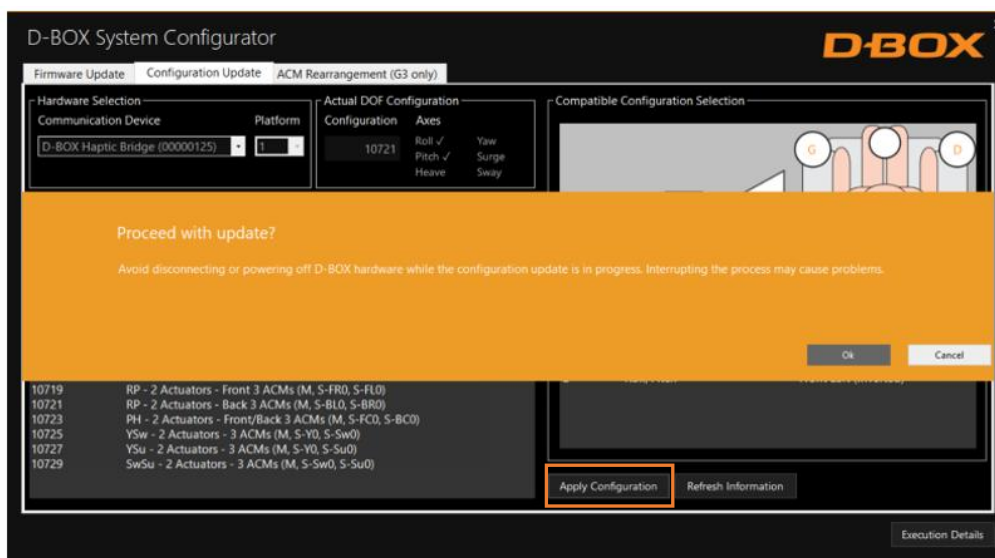 D-BOX System Configurator
D-BOX
Firmware Update
Configuration Update
ACM Rearrangement (G3 only)
Hardware Selection
Communication Device
Platform
D-BOX Haptic Bridge (00000125)
1
Actual DOF Configuration
Configuration
Axes
10721
Roll ✓
Yaw
Pitch ✓
Surge
Heave
Sway
Compatible Configuration Selection
G
D
Proceed with update?
Avoid disconnecting or powering off D-BOX hardware while the configuration update is in progress. Interrupting the process may cause problems.
Ok
Cancel
10719 RP - 2 Actuators - Front 3 ACMs (M, S-FR0, S-FL0)
10721 RP - 2 Actuators - Back 3 ACMs (M, S-BL0, S-BR0)
10723 PH - 2 Actuators - Front/Back 3 ACMs (M, S-FC0, S-BC0)
10725 YSw - 2 Actuators - 3 ACMs (M, S-Y0, S-Sw0)
10727 YSu - 2 Actuators - 3 ACMs (M, S-Y0, S-Su0)
10729 SwSu - 2 Actuators - 3 ACMs (M, S-Sw0, S-Su0)
Apply Configuration
Refresh Information
Execution Details